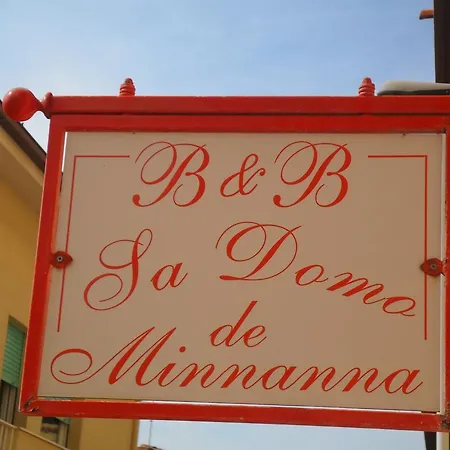 B & B
Sa Domo
de
Minnanna